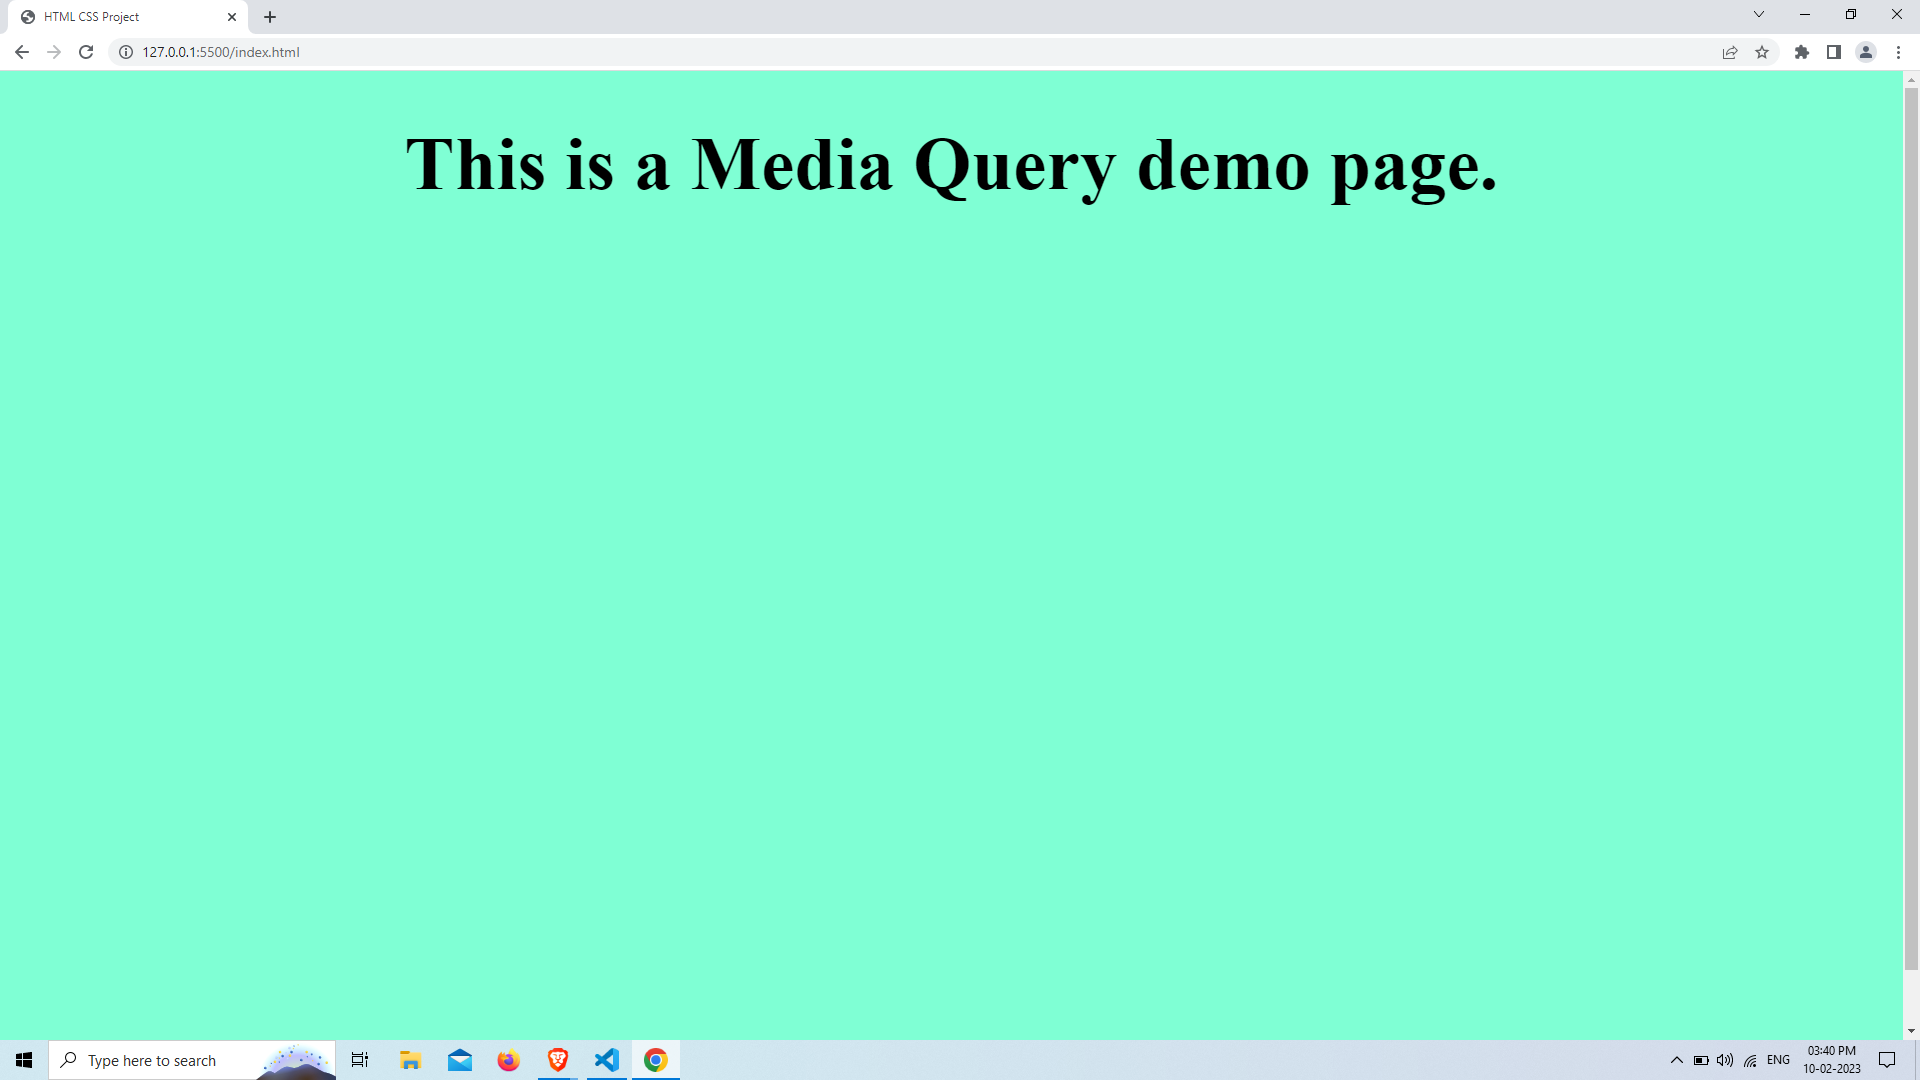 HTML CSS Project
127.0.0.1:5500/index.html
This is a Media Query demo page.
Type here to search
ENG
03:40 PM
10-02-2023